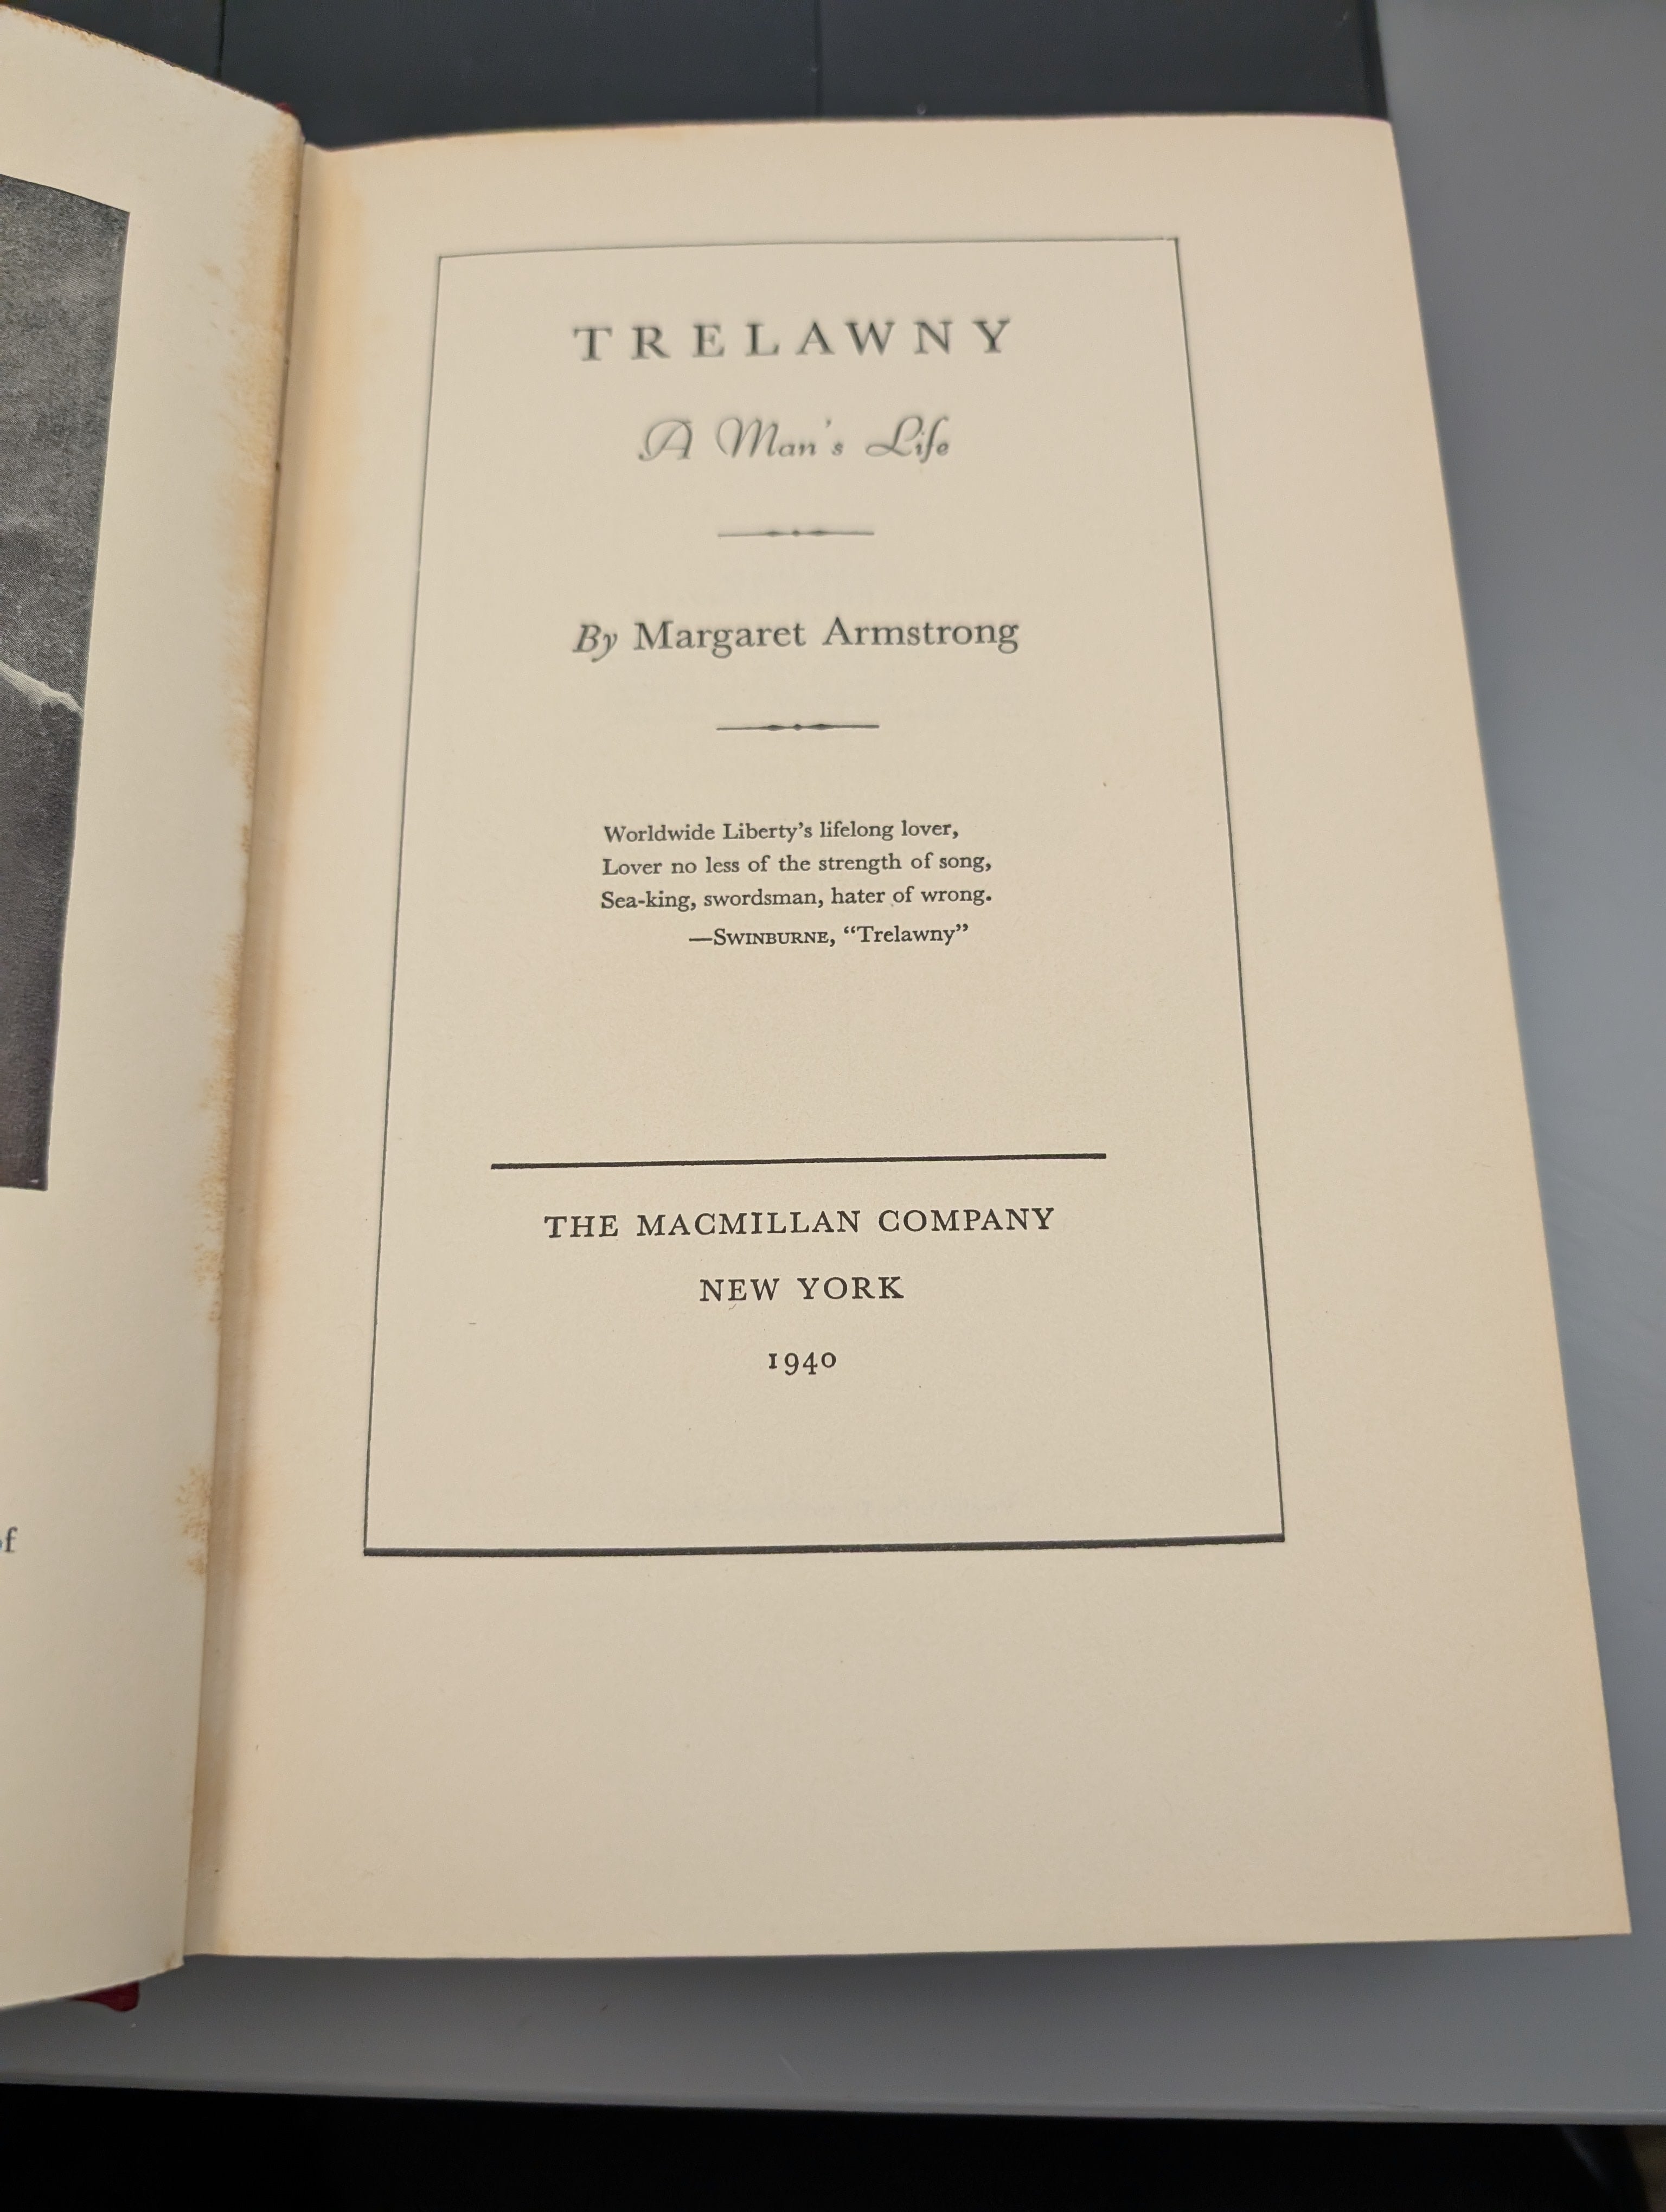 TRELAWNY
A Man's Life
By Margaret Armstrong
Worldwide Liberty's lifelong lover,
Lover no less of the strength of song,
Sea-king, swordsman, hater of wrong.
—SWINBURNE, “Trelawny”
THE MACMILLAN COMPANY
NEW YORK
1940